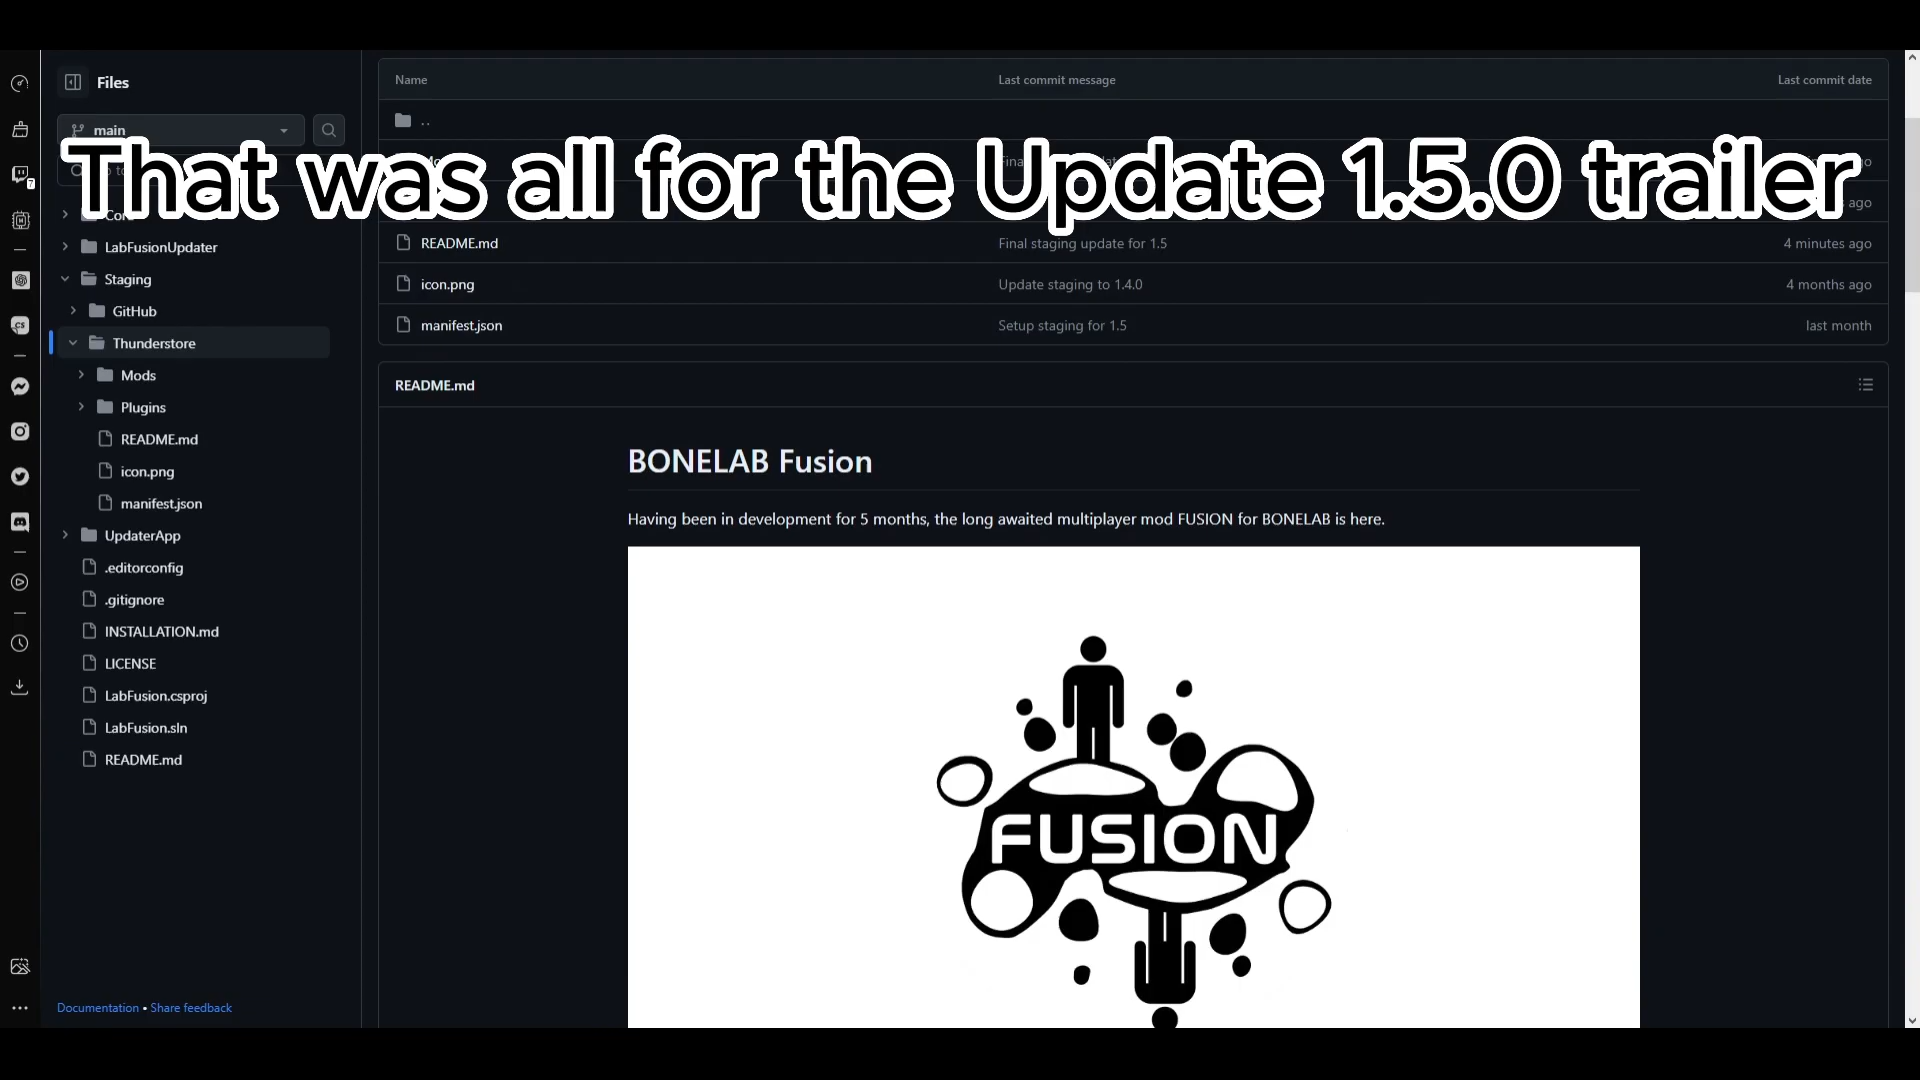 Files
Name Last commit message Last commit date
main
..
That was all for the Update 1.5.0 trailer
ago
Core
LabFusionUpdater
README.md Final staging update for 1.5 4 minutes ago
Staging
icon.png Update staging to 1.4.0 4 months ago
GitHub
manifest.json Setup staging for 1.5 last month
Thunderstore
Mods
README.md
Plugins
README.md
BONELAB Fusion
icon.png
manifest.json
Having been in development for 5 months, the long awaited multiplayer mod FUSION for BONELAB is here.
UpdaterApp
.editorconfig
.gitignore
INSTALLATION.md
LICENSE
LabFusion.csproj
LabFusion.sln
README.md
FUSION
Documentation • Share feedback
7